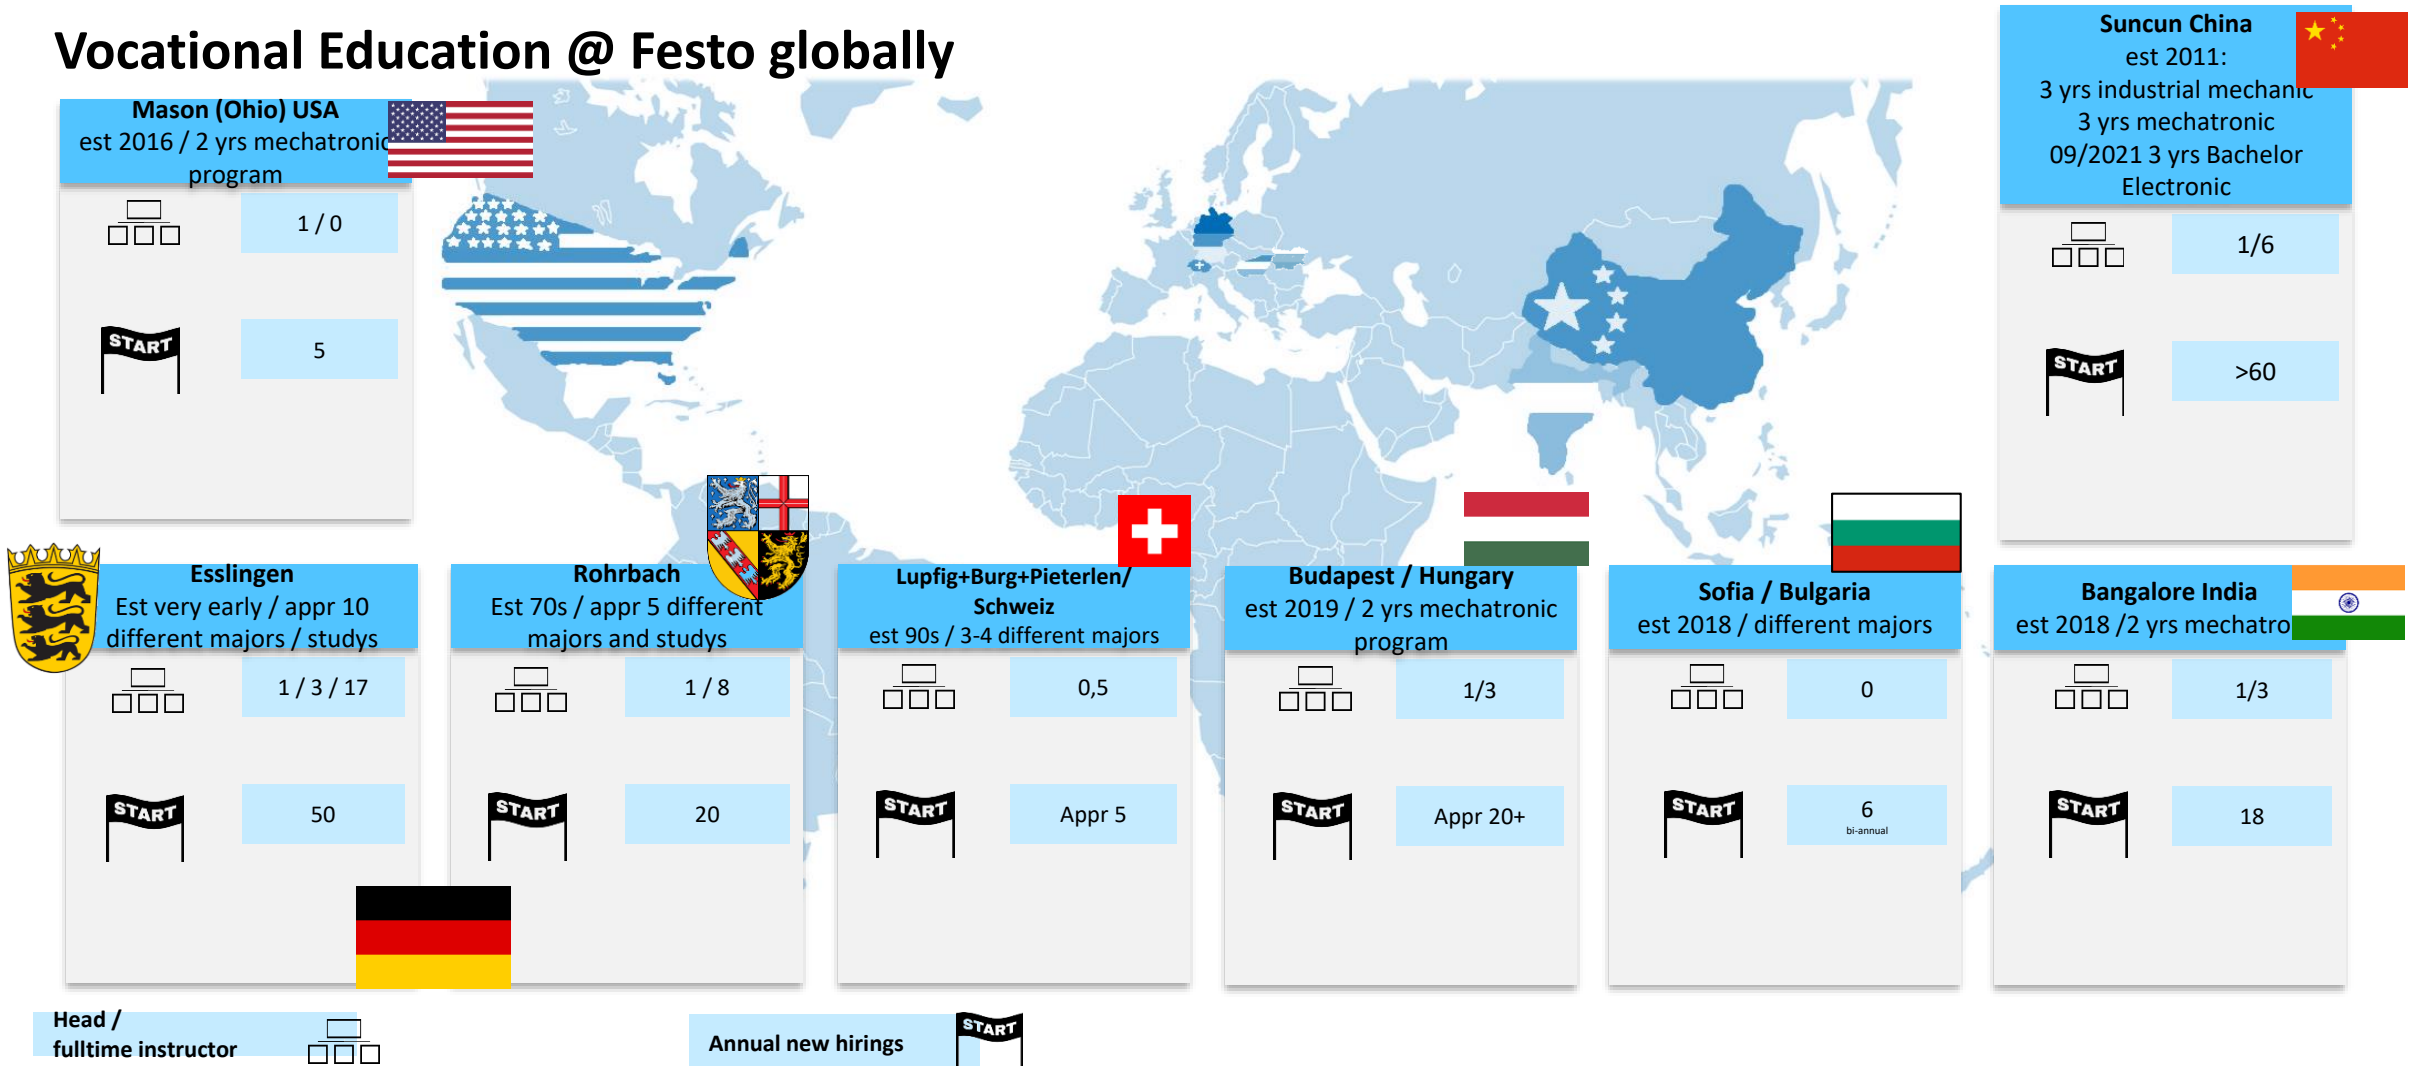 Vocational Education @ Festo globally
Mason (Ohio) USA
est 2016 / 2 yrs mechatronic
program
1 / 0
START
5
Suncun China
est 2011:
3 yrs industrial mechanic
3 yrs mechatronic
09/2021 3 yrs Bachelor
Electronic
1/6
START
>60
Esslingen
Est very early / appr 10
different majors / studys
1 / 3 / 17
START
50
Rohrbach
Est 70s / appr 5 different
majors and studys
1 / 8
START
20
Lupfig+Burg+Pieterlen/
Schweiz
est 90s / 3-4 different majors
0,5
START
Appr 5
Budapest / Hungary
est 2019 / 2 yrs mechatronic
program
1/3
START
Appr 20+
Sofia / Bulgaria
est 2018 / different majors
0
START
6
bi-annual
Bangalore India
est 2018 /2 yrs mechatro
1/3
START
18
Head /
fulltime instructor
Annual new hirings
START